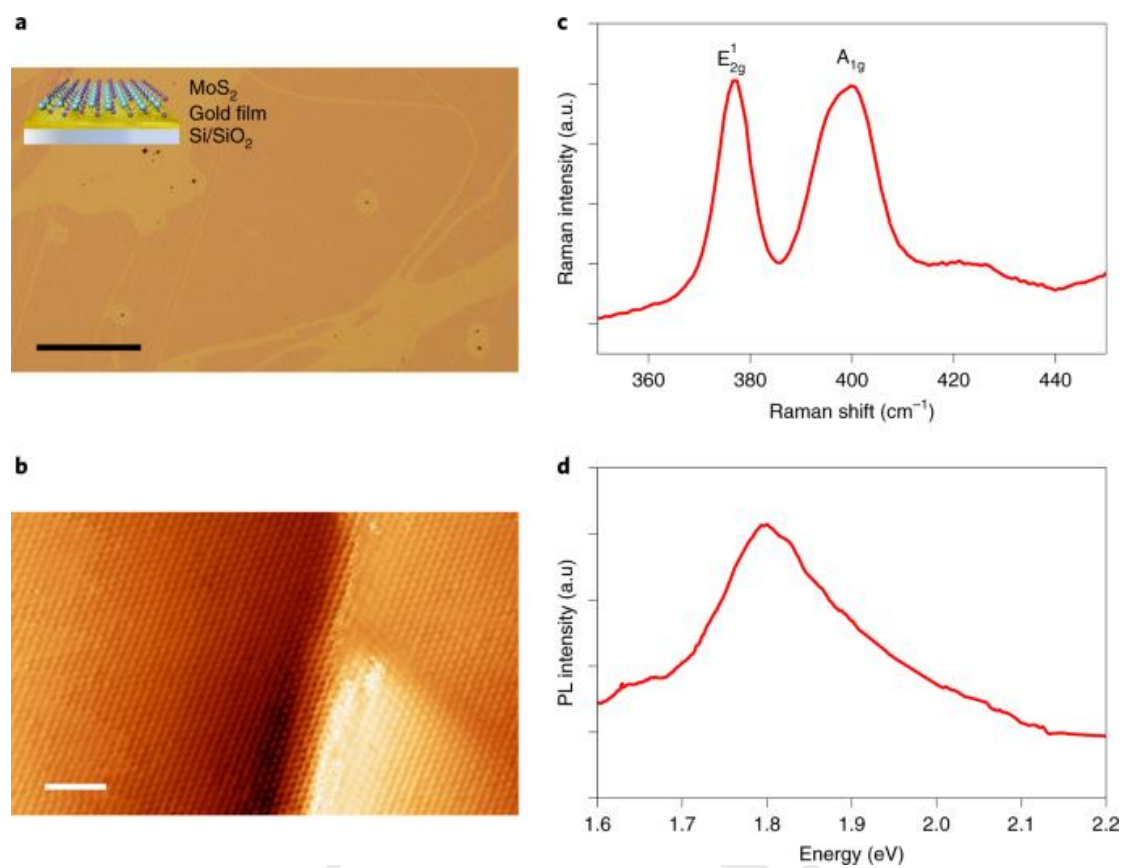 a
MoS₂
Gold film
Si/SiO₂
b
c
E¹₂g
A₁g
Raman intensity (a.u.)
360 380 400 420 440
Raman shift (cm⁻¹)
d
PL intensity (a.u)
1.6 1.7 1.8 1.9 2.0 2.1 2.2
Energy (eV)